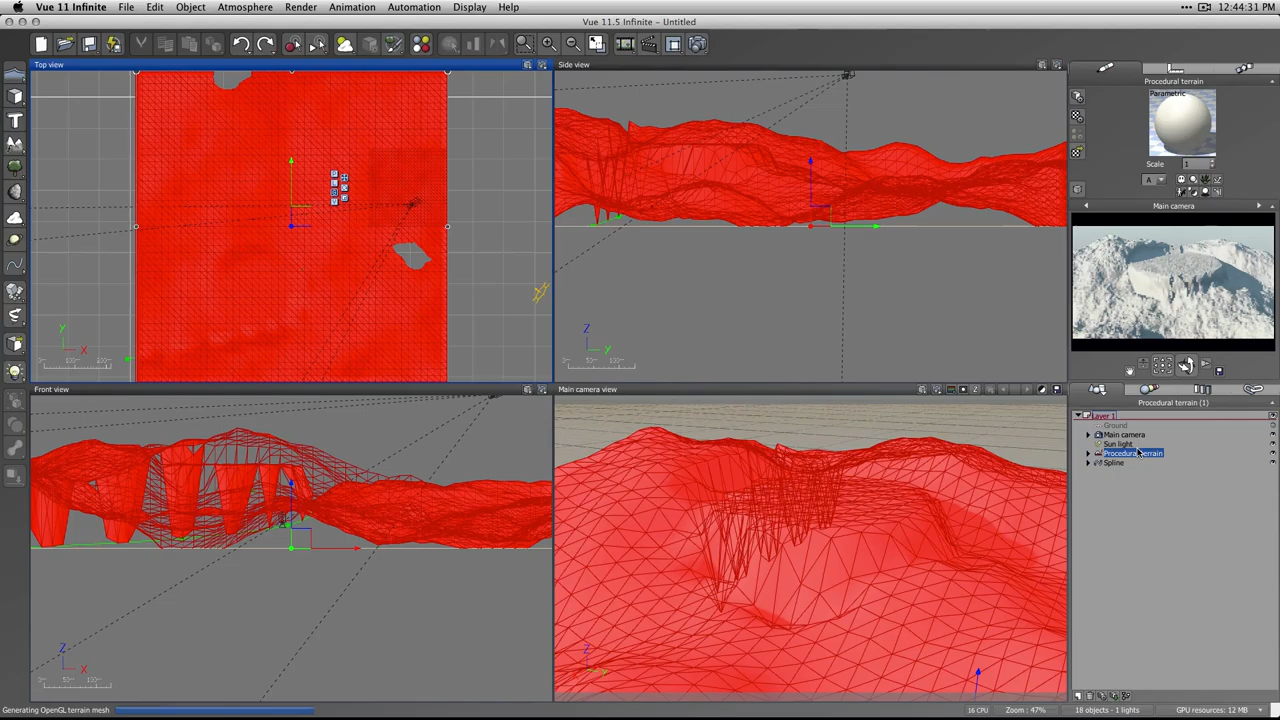 Vue 11 Infinite File Edit Object Atmosphere Render Animation Automation Display Help 12:44:31 PM
Vue 11.5 Infinite - Untitled
Top view
Side view
Procedural terrain
Parametric
Scale 1
A
Main camera
Y
X
Z
Y
Front view
Main camera view
Procedural terrain (1)
Layer 1
Ground
Main camera
Sun light
Procedural terrain
Spline
Z
X
Z
Generating OpenGL terrain mesh
16 CPU
Zoom : 47%
18 objects - 1 lights
GPU resources: 12 MB